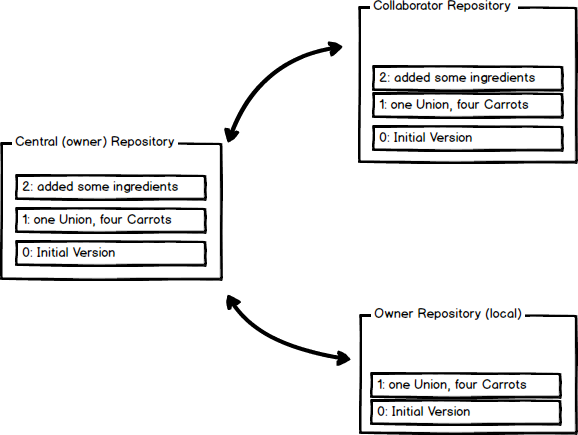 Collaborator Repository
2: added some ingredients
1: one Union, four Carrots
0: Initial Version
Central (owner) Repository
2: added some ingredients
1: one Union, four Carrots
0: Initial Version
Owner Repository (local)
1: one Union, four Carrots
0: Initial Version